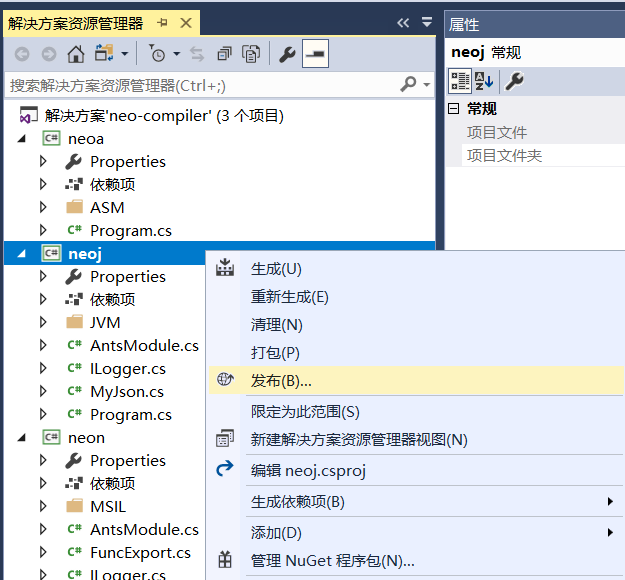 解决方案资源管理器
搜索解决方案资源管理器(Ctrl+;)
解决方案'neo-compiler' (3 个项目)
neoa
Properties
依赖项
ASM
Program.cs
neoj
Properties
依赖项
JVM
AntsModule.cs
ILogger.cs
MyJson.cs
Program.cs
neon
Properties
依赖项
MSIL
AntsModule.cs
FuncExport.cs
ILogger.cs
属性
neoj 常规
常规
项目文件
项目文件夹
生成(U)
重新生成(E)
清理(N)
打包(P)
发布(B)...
限定为此范围(S)
新建解决方案资源管理器视图(N)
编辑 neoj.csproj
生成依赖项(B)
添加(D)
管理 NuGet 程序包(N)...